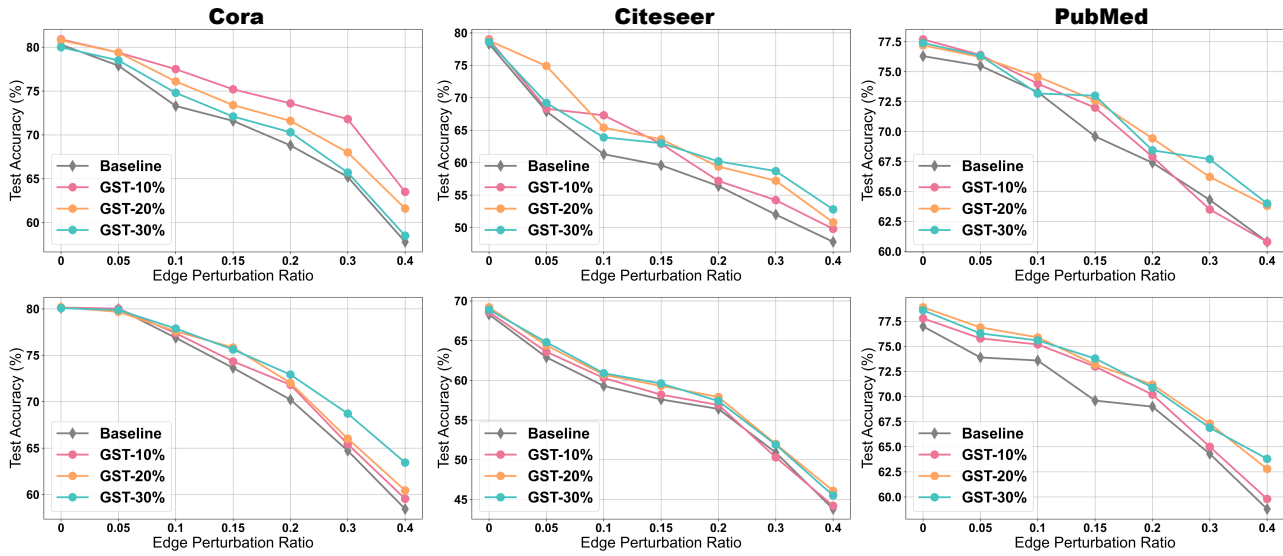 Cora
Citeseer
PubMed
Test Accuracy (%)
80
75
70
65
60
Baseline
GST-10%
GST-20%
GST-30%
0 0.05 0.1 0.15 0.2 0.3 0.4
Edge Perturbation Ratio
Test Accuracy (%)
80
75
70
65
60
55
50
Baseline
GST-10%
GST-20%
GST-30%
0 0.05 0.1 0.15 0.2 0.3 0.4
Edge Perturbation Ratio
Test Accuracy (%)
77.5
75.0
72.5
70.0
67.5
65.0
62.5
60.0
Baseline
GST-10%
GST-20%
GST-30%
0 0.05 0.1 0.15 0.2 0.3 0.4
Edge Perturbation Ratio
Test Accuracy (%)
80
75
70
65
60
Baseline
GST-10%
GST-20%
GST-30%
0 0.05 0.1 0.15 0.2 0.3 0.4
Edge Perturbation Ratio
Test Accuracy (%)
70
65
60
55
50
45
Baseline
GST-10%
GST-20%
GST-30%
0 0.05 0.1 0.15 0.2 0.3 0.4
Edge Perturbation Ratio
Test Accuracy (%)
77.5
75.0
72.5
70.0
67.5
65.0
62.5
60.0
Baseline
GST-10%
GST-20%
GST-30%
0 0.05 0.1 0.15 0.2 0.3 0.4
Edge Perturbation Ratio